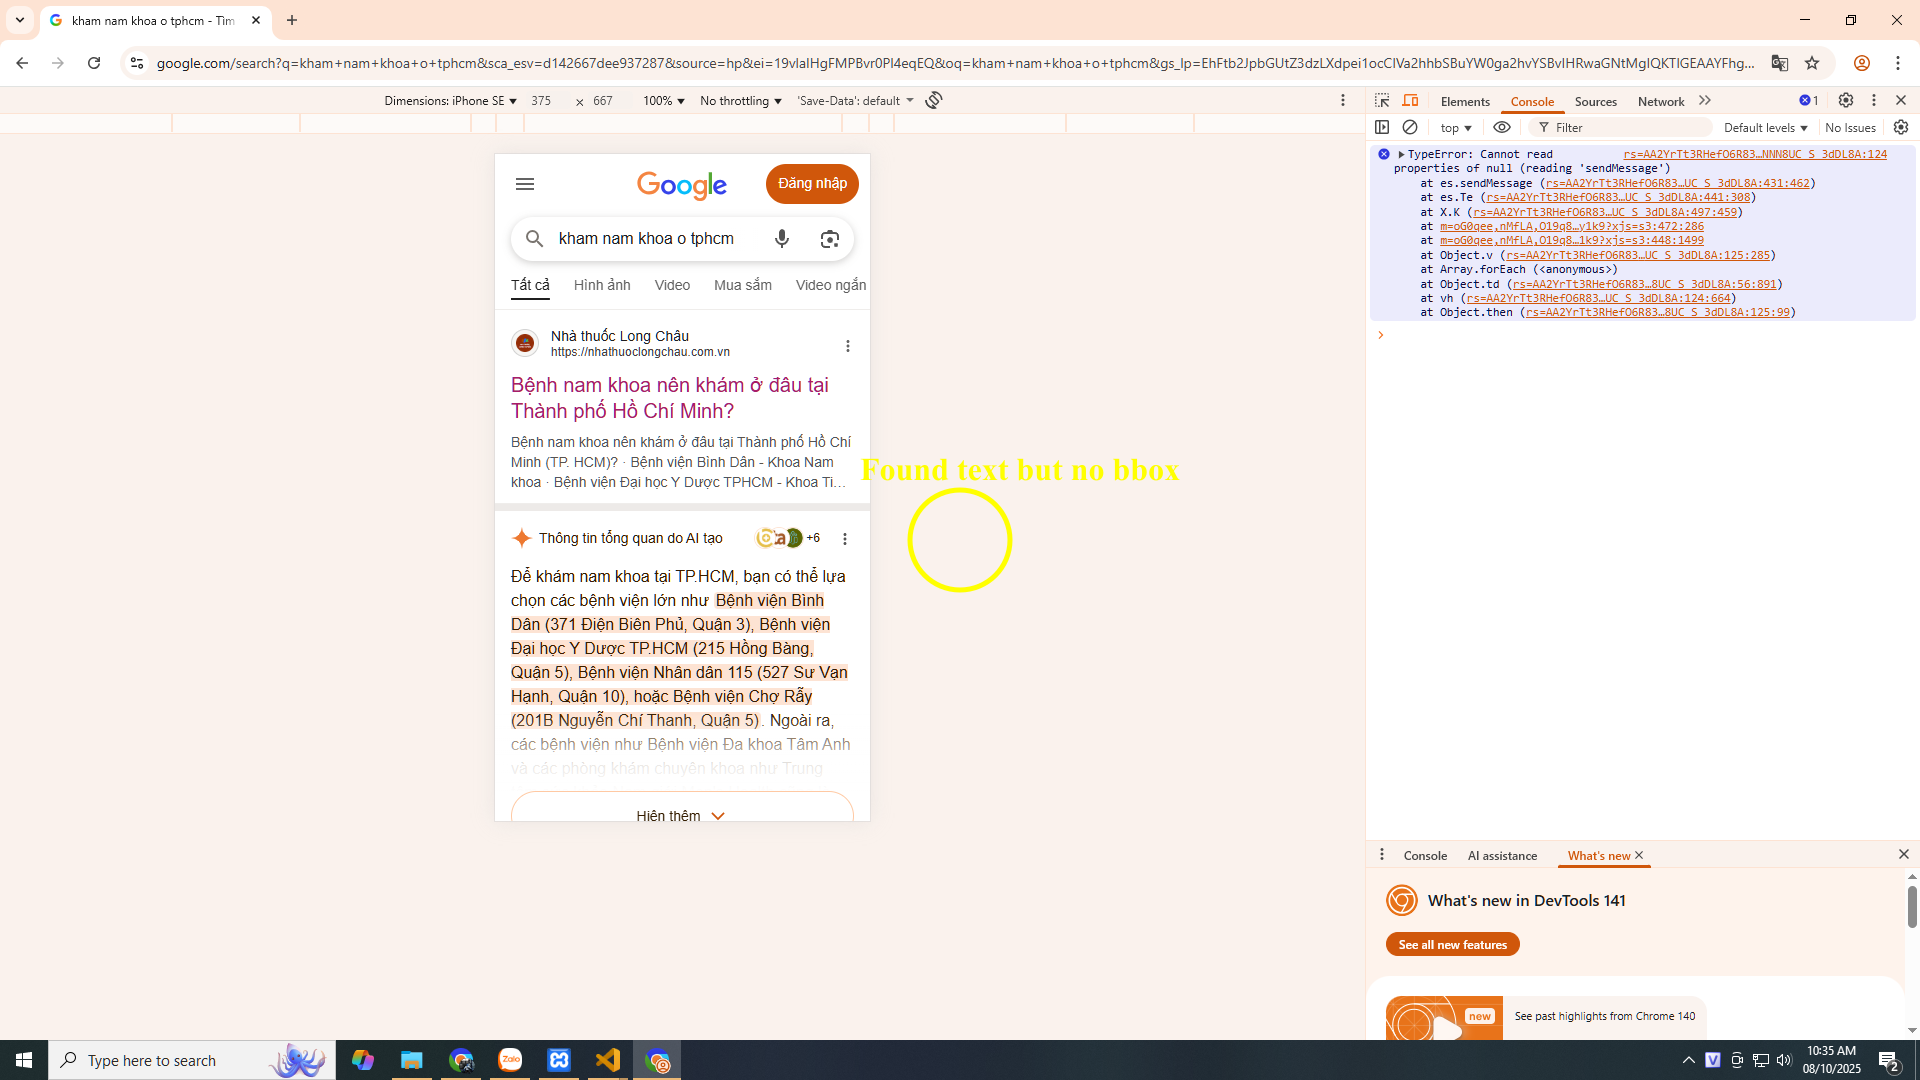 kham nam khoa o tphcm - Tìm
google.com/search?q=kham+nam+khoa+o+tphcm&sca_esv=d142667dee937287&source=hp&ei=
Dimensions: iPhone SE 375 × 667 100% No throttling 'Save-Data': default
Google
Đăng nhập
kham nam khoa o tphcm
Tất cả Hình ảnh Video Mua sắm Video ngắn
Nhà thuốc Long Châu
https://nhathuoclongchau.com.vn
Bệnh nam khoa nên khám ở đâu tại
Thành phố Hồ Chí Minh?
Bệnh nam khoa nên khám ở đâu tại Thành phố Hồ Chí
Minh (TP. HCM)? · Bệnh viện Bình Dân - Khoa Nam
khoa · Bệnh viện Đại học Y Dược TPHCM - Khoa Ti...
Found text but no bbox
Thông tin tổng quan do AI tạo +6
Để khám nam khoa tại TP.HCM, bạn có thể lựa
chọn các bệnh viện lớn như Bệnh viện Bình
Dân (371 Điện Biên Phủ, Quận 3), Bệnh viện
Đại học Y Dược TP.HCM (215 Hồng Bàng,
Quận 5), Bệnh viện Nhân dân 115 (527 Sư Vạn
Hạnh, Quận 10), hoặc Bệnh viện Chợ Rẫy
(201B Nguyễn Chí Thanh, Quận 5). Ngoài ra,
các bệnh viện như Bệnh viện Đa khoa Tâm Anh
và các phòng khám chuyên khoa như Trung
Hiện thêm
Elements Console Sources Network 1
top Filter Default levels No Issues
TypeError: Cannot read rs=AA2YrTt3RHefO6R83…NNN8UC_S_3dDL8A:124
properties of null (reading 'sendMessage')
at es.sendMessage (rs=AA2YrTt3RHefO6R83…UC_S_3dDL8A:431:462)
at es.Te (rs=AA2YrTt3RHefO6R83…UC_S_3dDL8A:441:308)
at X.K (rs=AA2YrTt3RHefO6R83…UC_S_3dDL8A:497:459)
at m=oG0qee,nMfLA,O19q8…y1k9?xjs=s3:472:286
at m=oG0qee,nMfLA,O19q8…1k9?xjs=s3:448:1499
at Object.v (rs=AA2YrTt3RHefO6R83…UC_S_3dDL8A:125:285)
at Array.forEach (<anonymous>)
at Object.td (rs=AA2YrTt3RHefO6R83…8UC_S_3dDL8A:56:891)
at vh (rs=AA2YrTt3RHefO6R83…UC_S_3dDL8A:124:664)
at Object.then (rs=AA2YrTt3RHefO6R83…8UC_S_3dDL8A:125:99)
Console AI assistance What's new
What's new in DevTools 141
See all new features
new
See past highlights from Chrome 140
Type here to search
Zalo
V
10:35 AM
08/10/2025
2